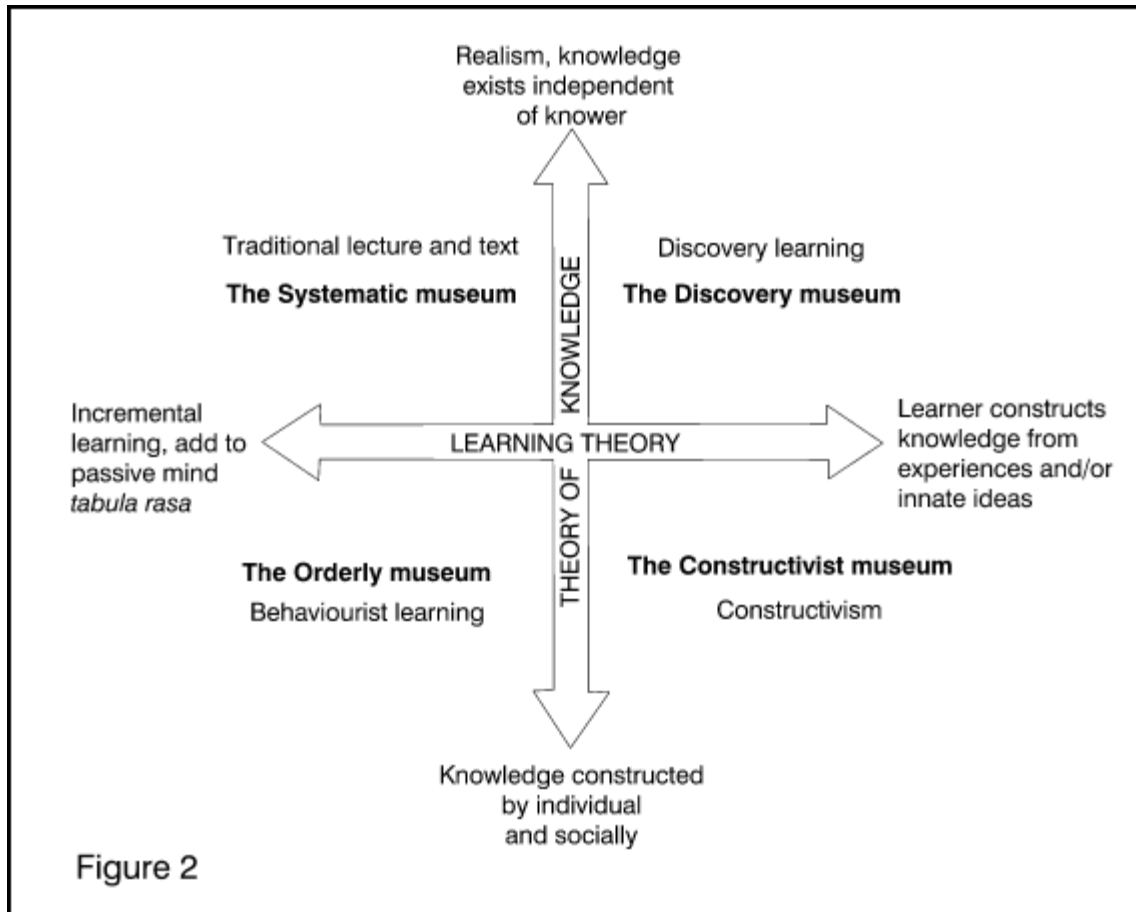 Realism, knowledge
exists independent
of knower
Traditional lecture and text
The Systematic museum
Discovery learning
The Discovery museum
Incremental
learning, add to
passive mind
tabula rasa
LEARNING THEORY
THEORY OF KNOWLEDGE
Learner constructs
knowledge from
experiences and/or
innate ideas
The Orderly museum
Behaviourist learning
The Constructivist museum
Constructivism
Knowledge constructed
by individual
and socially
Figure 2